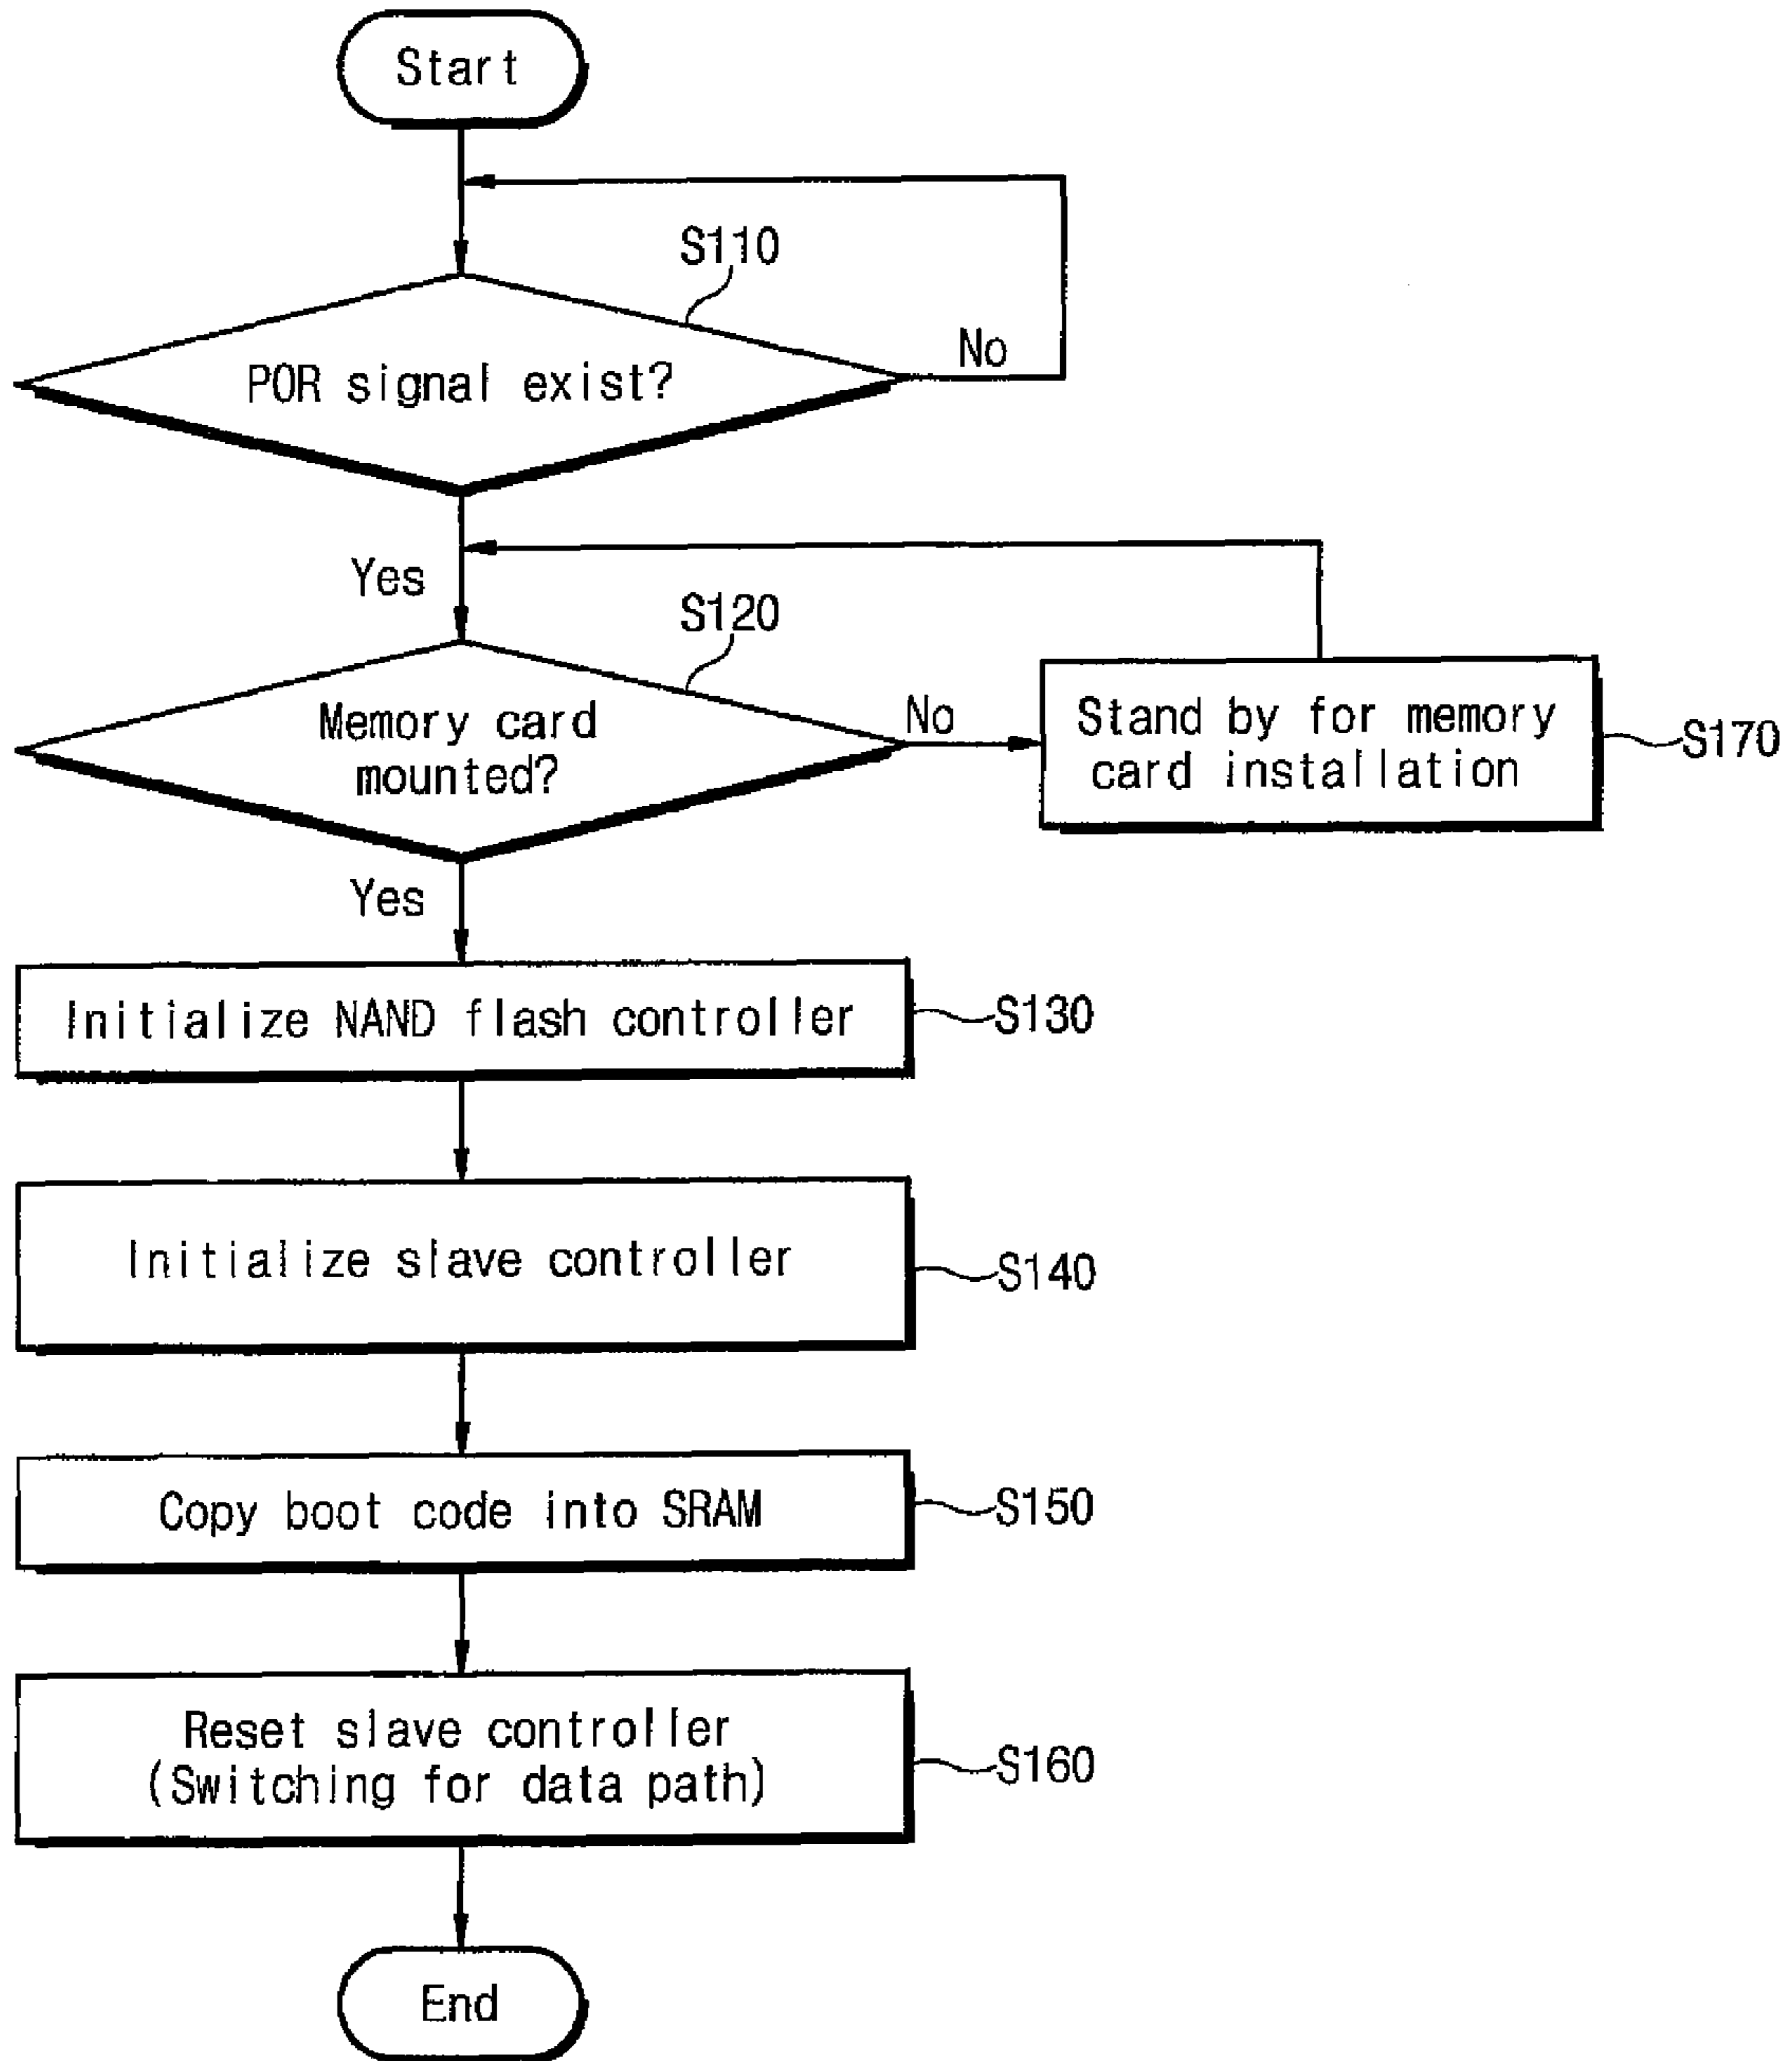 Start
S110
POR signal exist?
No
Yes
S120
Memory card
mounted?
No
Stand by for memory
card installation
S170
Yes
Initialize NAND flash controller
S130
Initialize slave controller
S140
Copy boot code into SRAM
S150
Reset slave controller
(Switching for data path)
S160
End